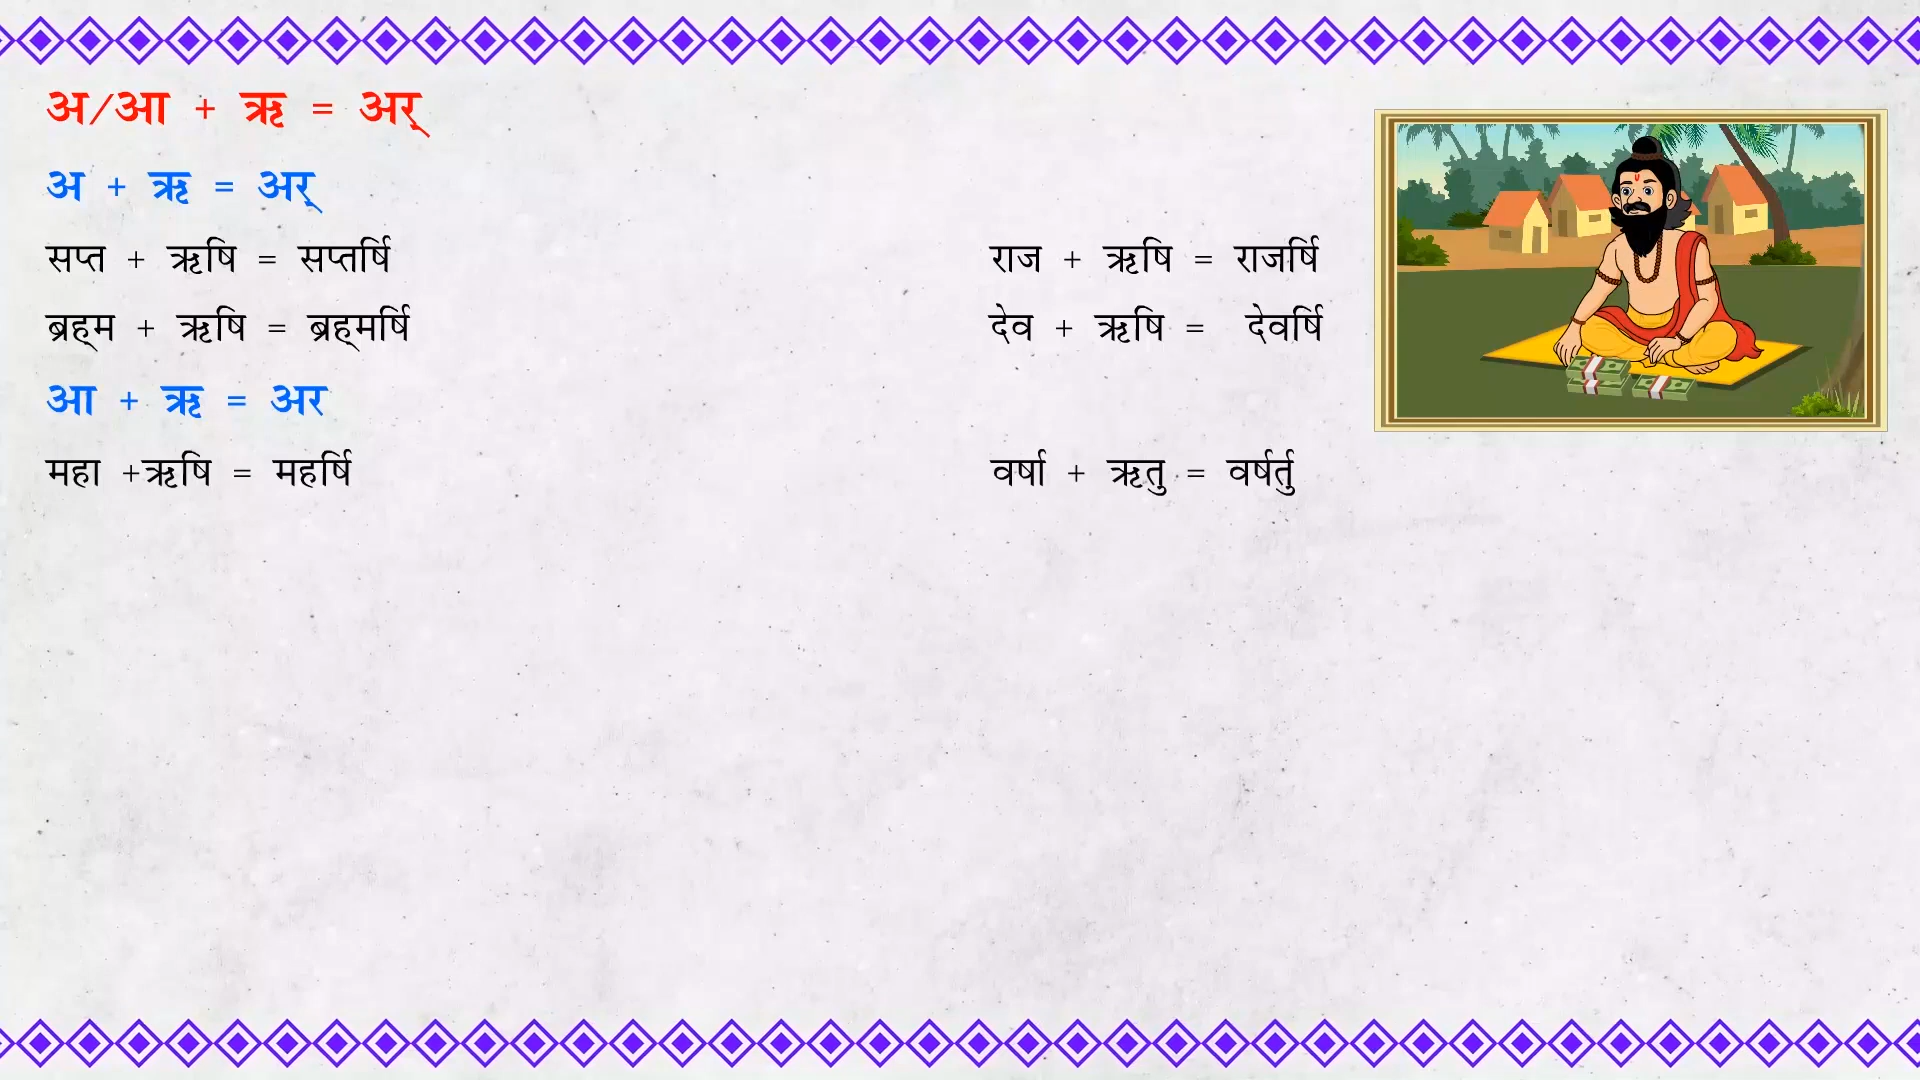 अ/आ + ऋ = अर्
अ + ऋ = अर्
सप्त + ऋषि = सप्तर्षि राज + ऋषि = राजर्षि
ब्रह्म + ऋषि = ब्रह्मर्षि देव + ऋषि = देवर्षि
आ + ऋ = अर
महा +ऋषि = महर्षि वर्षा + ऋतु = वर्षर्तु